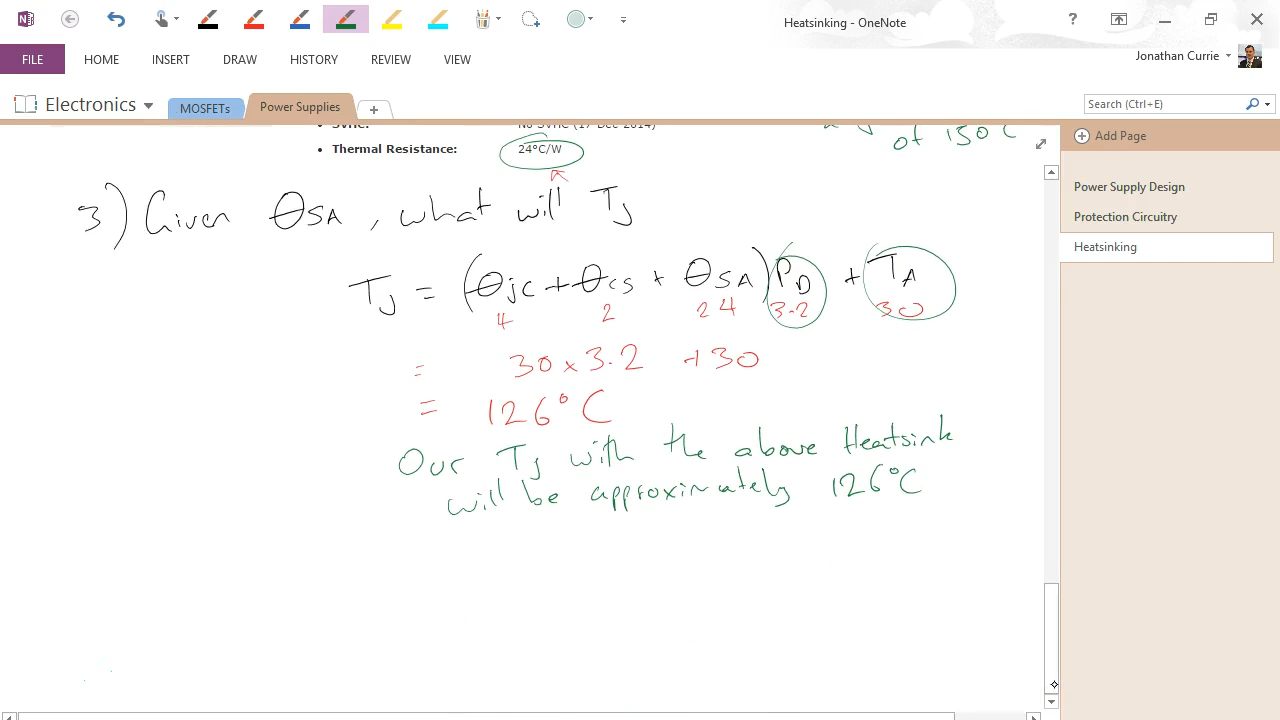 Heatsinking - OneNote
?
Jonathan Currie
FILE HOME INSERT DRAW HISTORY REVIEW VIEW
Electronics MOSFETs Power Supplies +
Search (Ctrl+E)
Add Page
Power Supply Design
Protection Circuitry
Heatsinking
of 150°C
• Thermal Resistance: 24°C/W
3) Given θSA, what will TJ
TJ = (θjc + θcs + θSA)PD + TA
4 2 24 3.2 30
= 30 x 3.2 + 30
= 126°C
Our TJ with the above Heatsink
will be approximately 126°C